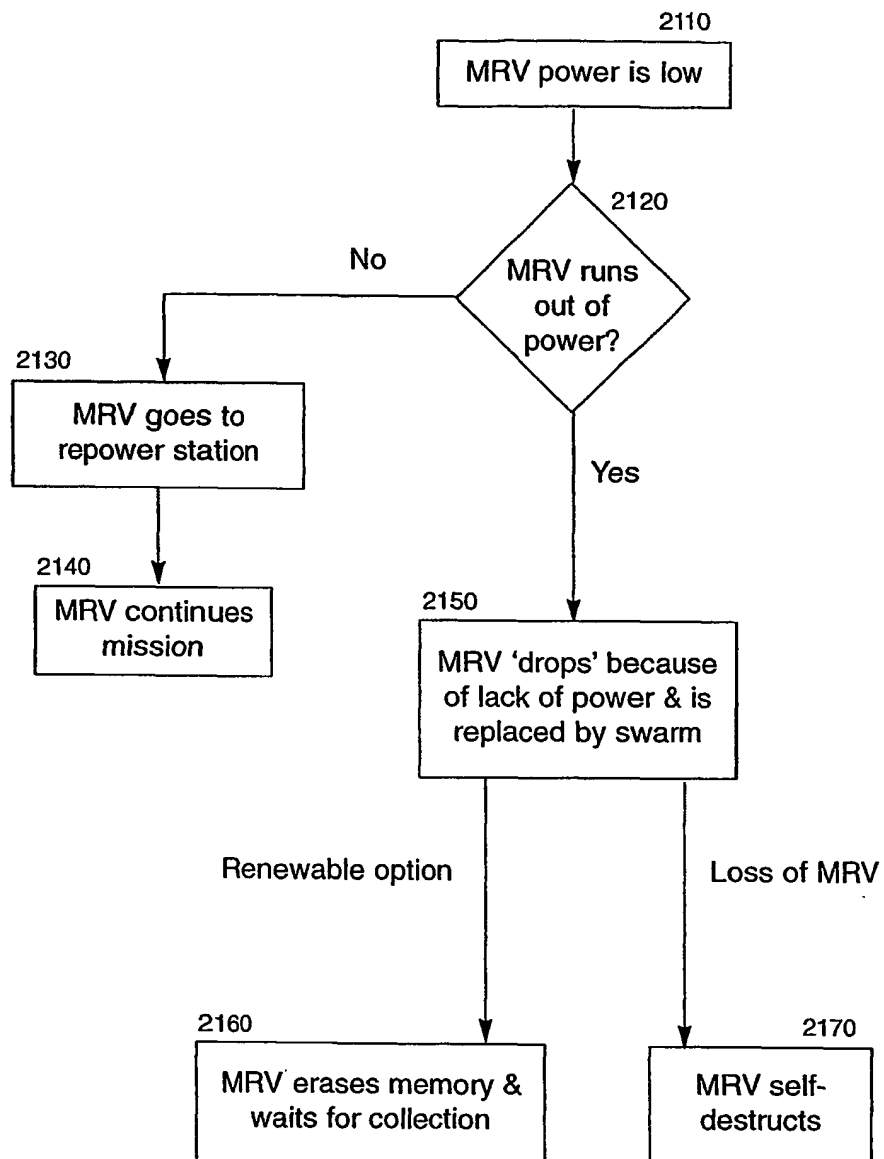 2110
MRV power is low
2120
MRV runs
out of
power?
No
2130
MRV goes to
repower station
Yes
2140
MRV continues
mission
2150
MRV ‘drops’ because
of lack of power & is
replaced by swarm
Renewable option
Loss of MRV
2160
MRV erases memory &
waits for collection
2170
MRV self-
destructs